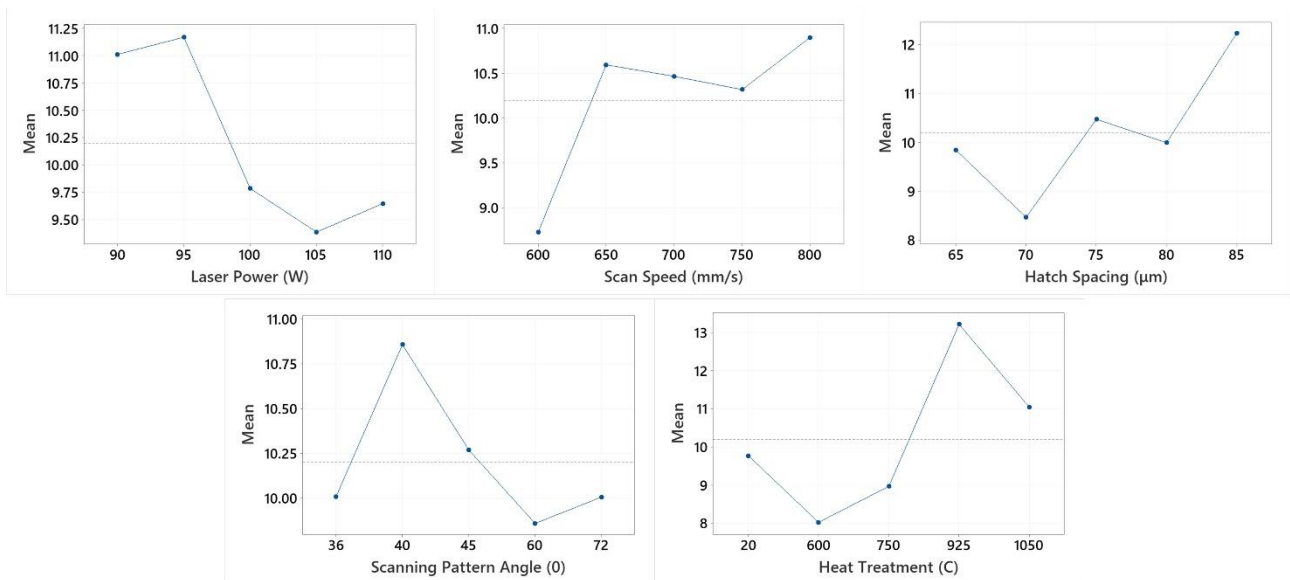 Mean
11.25
11.00
10.75
10.50
10.25
10.00
9.75
9.50
90 95 100 105 110
Laser Power (W)
Mean
11.0
10.5
10.0
9.5
9.0
600 650 700 750 800
Scan Speed (mm/s)
Mean
12
11
10
9
8
65 70 75 80 85
Hatch Spacing (µm)
Mean
11.00
10.75
10.50
10.25
10.00
36 40 45 60 72
Scanning Pattern Angle (0)
Mean
13
12
11
10
9
8
20 600 750 925 1050
Heat Treatment (C)